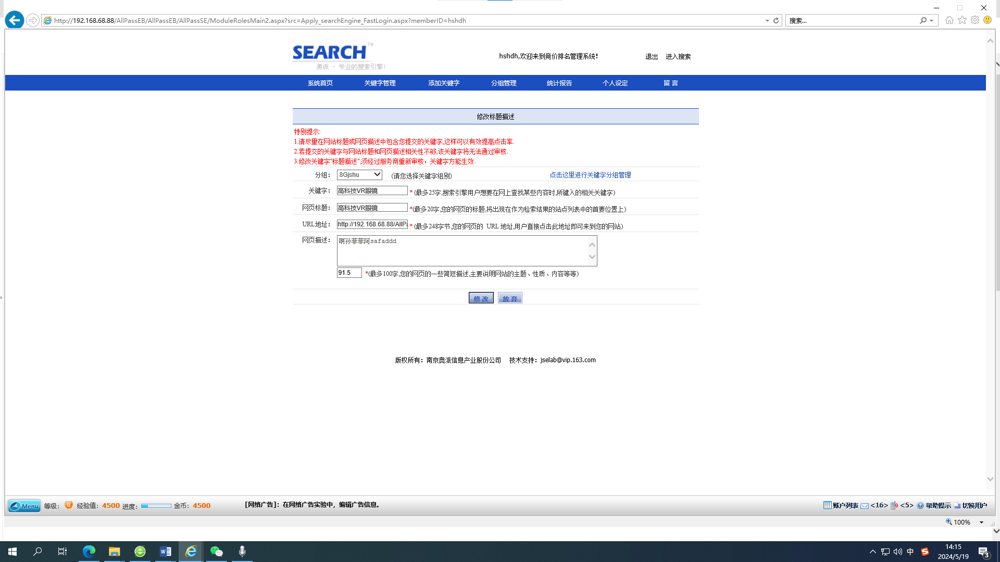 http://192.168.68.88/AllPassEB/AllPassEB/AllPassSE/ModuleRolesMain2.aspx?src=Apply_searchEngine_FastLogin.aspx?memberID=hshdh
搜索...
SEARCH™
奥派 - 专业的搜索引擎!
hshdh,欢迎来到竞价排名管理系统!
退出 进入搜索
系统首页 关键字管理 添加关键字 分组管理 统计报告 个人设定 留 言
修改标题描述
特别提示:
1.请尽量在网站标题或网页描述中包含您提交的关键字,这样可以有效提高点击率.
2.若提交的关键字与网站标题和网页描述相关性不够,该关键字将无法通过审核.
3.修改关键字"标题描述",须经过服务商重新审核，关键字方能生效.
分组： 8Gjshu (请您选择关键字组别) 点击这里进行关键字分组管理
关键字： 高科技VR眼镜 * (最多25字,搜索引擎用户想要在网上查找某些内容时,所键入的相关关键字)
网页标题： 高科技VR眼镜 *(最多20字,您的网页的标题,将出现在作为检索结果的站点列表中的首要位置上)
URL地址： http://192.168.68.88/AllPa * (最多248字节,您的网页的 URL 地址,用户直接点击此地址即可来到您的网站)
网页描述： 啊孙菲菲阿safaddd
91.5 *(最多100字,您的网页的一些简短描述,主要说明网站的主题、性质、内容等等)
修 改 放 弃
版权所有：南京奥派信息产业股份公司 技术支持：jselab@vip.163.com
Menu 等级： 8 经验值：4500 进度： 金币：4500 [网络广告]：在网络广告实验中，编辑广告信息。 账户列表 <16> <5> 帮助提示 切换用户
100%
中 14:15
2024/5/19
3